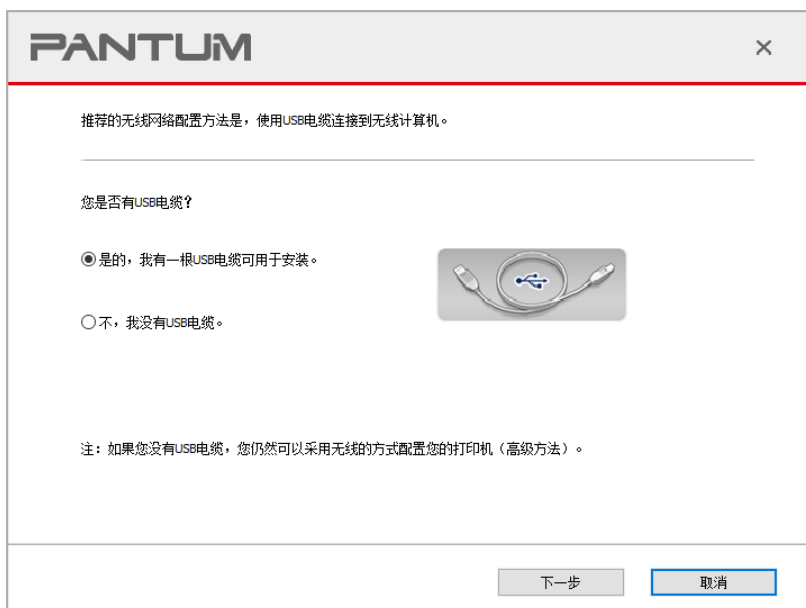 PANTUM
推荐的无线网络配置方法是，使用USB电缆连接到无线计算机。
您是否有USB电缆？
是的，我有一根USB电缆可用于安装。
不，我没有USB电缆。
注：如果您没有USB电缆，您仍然可以采用无线的方式配置您的打印机（高级方法）。
下一步
取消